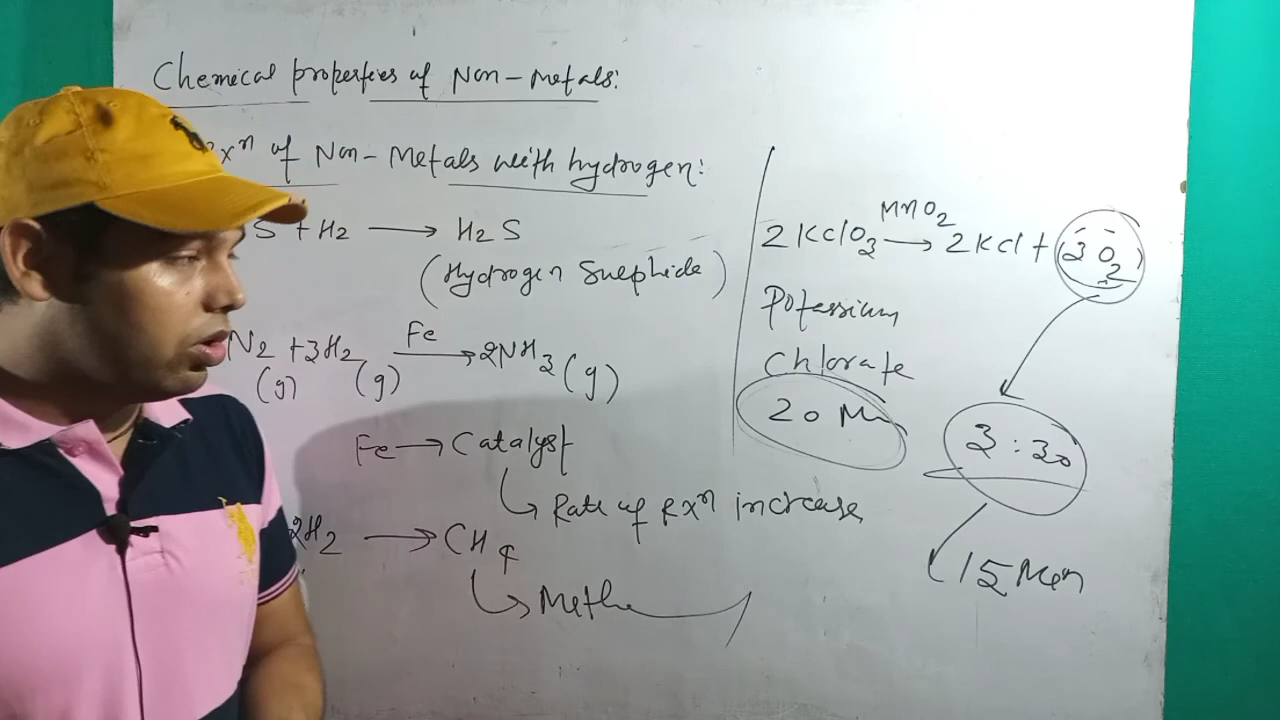 Chemical properties of Non-Metals:
Rxⁿ of Non-Metals with hydrogen:
S + H2 ⟶ H2S
(Hydrogen Sulphide)
N2 (g) + 3H2 (g) Fe ⟶ 2NH3 (g)
Fe ⟶ Catalyst
↳ Rate of Rxⁿ increase
2H2 ⟶ CH4
↳ Methe
2KClO3 MnO2 ⟶ 2KCl + 3O2
Potassium
Chlorate
20 Min
3:30
15 Men